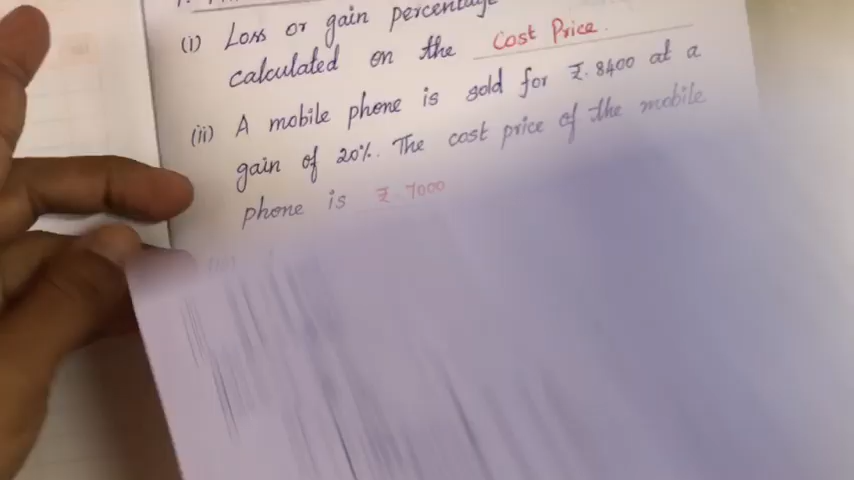 (i) Loss or gain percentage
calculated on the Cost Price.
(ii) A mobile phone is sold for ₹. 8400 at a
gain of 20%. The cost price of the mobile
phone is ₹ 7000